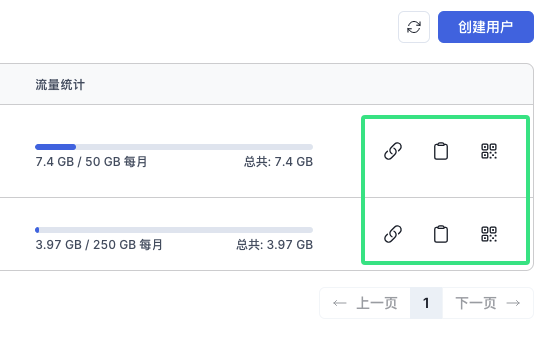 创建用户
流量统计
7.4 GB / 50 GB 每月 总共: 7.4 GB
3.97 GB / 250 GB 每月 总共: 3.97 GB
← 上一页 1 下一页 →